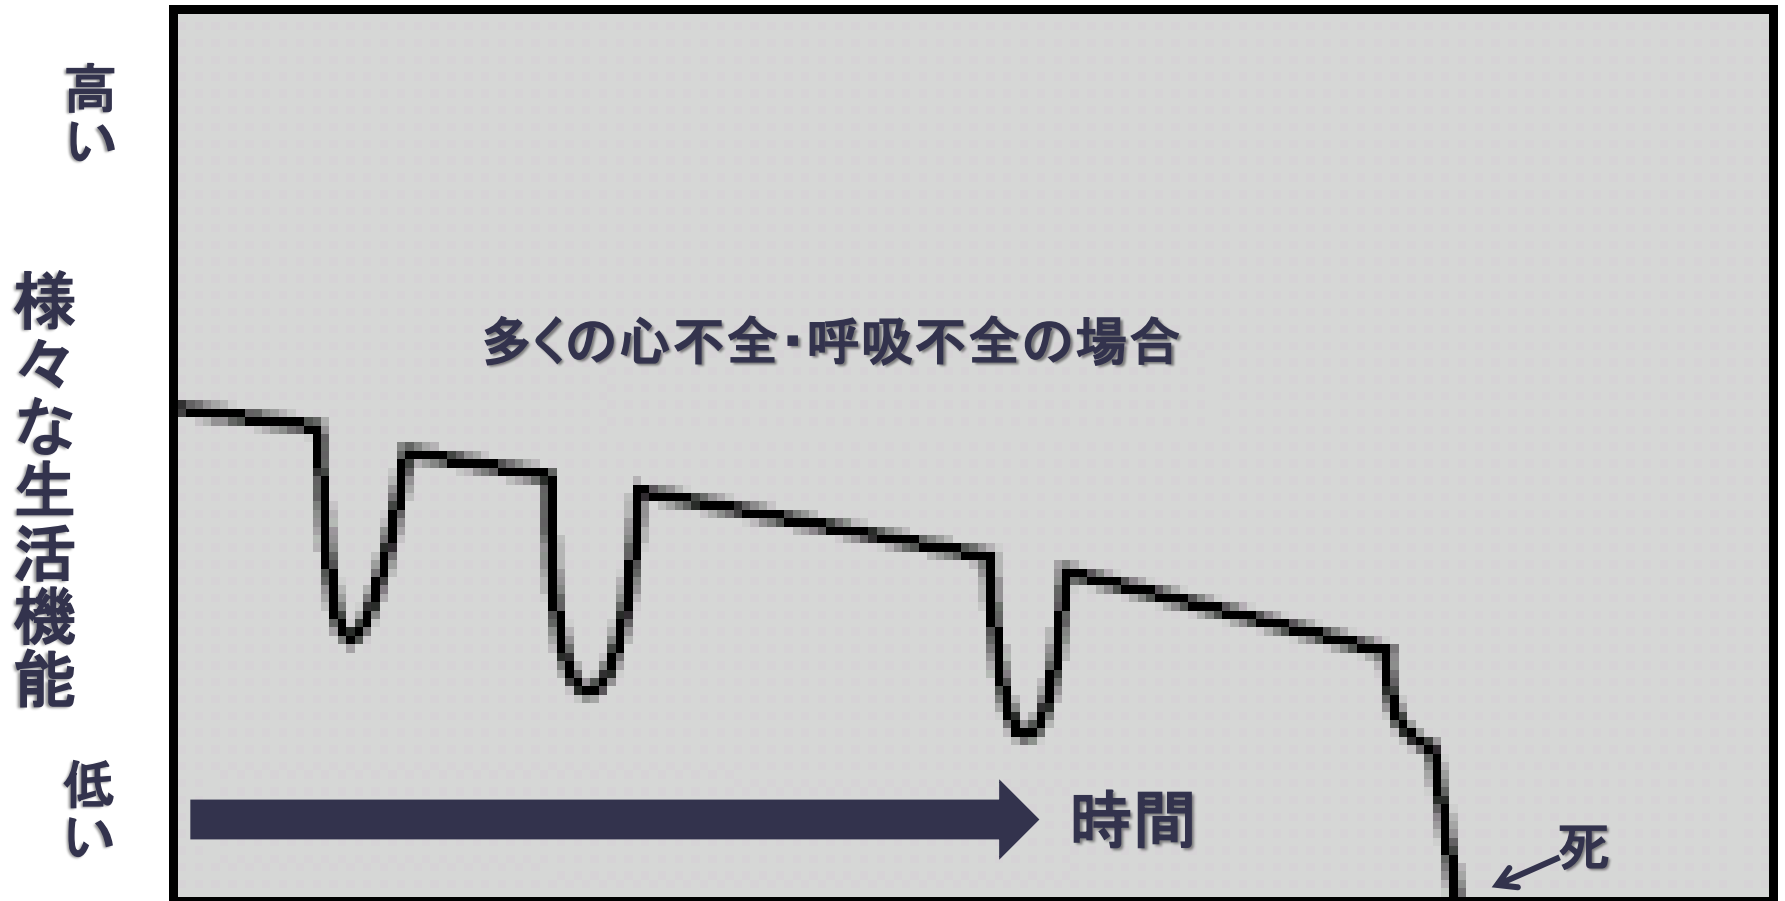 高い
様々な生活機能
低い
多くの心不全・呼吸不全の場合
時間
死